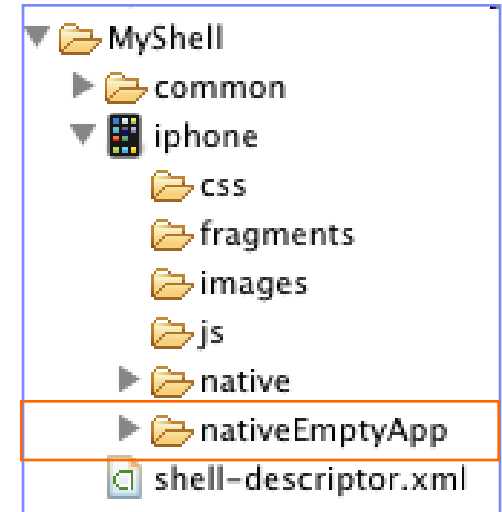 MyShell
common
iphone
css
fragments
images
js
native
nativeEmptyApp
shell-descriptor.xml